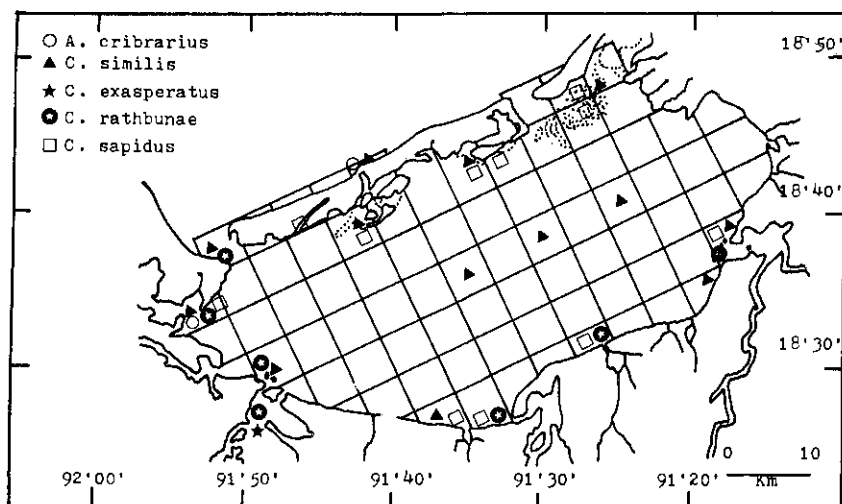 A. cribrarius
C. similis
C. exasperatus
C. rathbunae
C. sapidus
18'50
18'40
18'30
0 10
Km
92'00 91'50 91'40 91'30 91'20